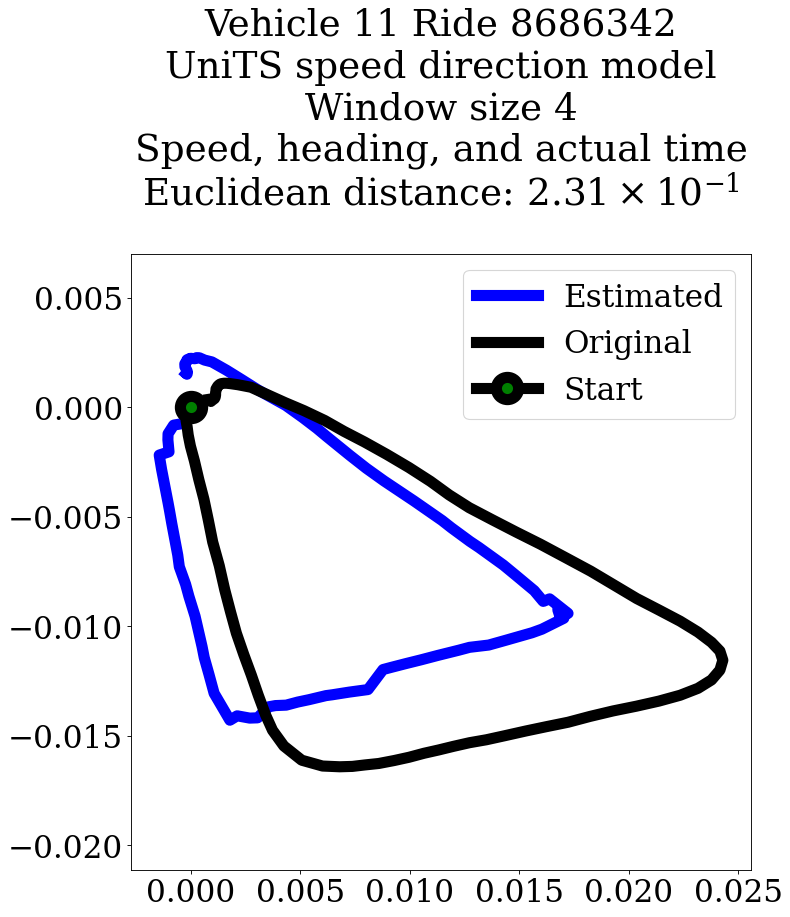 Vehicle 11 Ride 8686342
UniTS speed direction model
Window size 4
Speed, heading, and actual time
Euclidean distance: 2.31 × 10⁻¹
Estimated
Original
Start
0.005
0.000
−0.005
−0.010
−0.015
−0.020
0.000 0.005 0.010 0.015 0.020 0.025